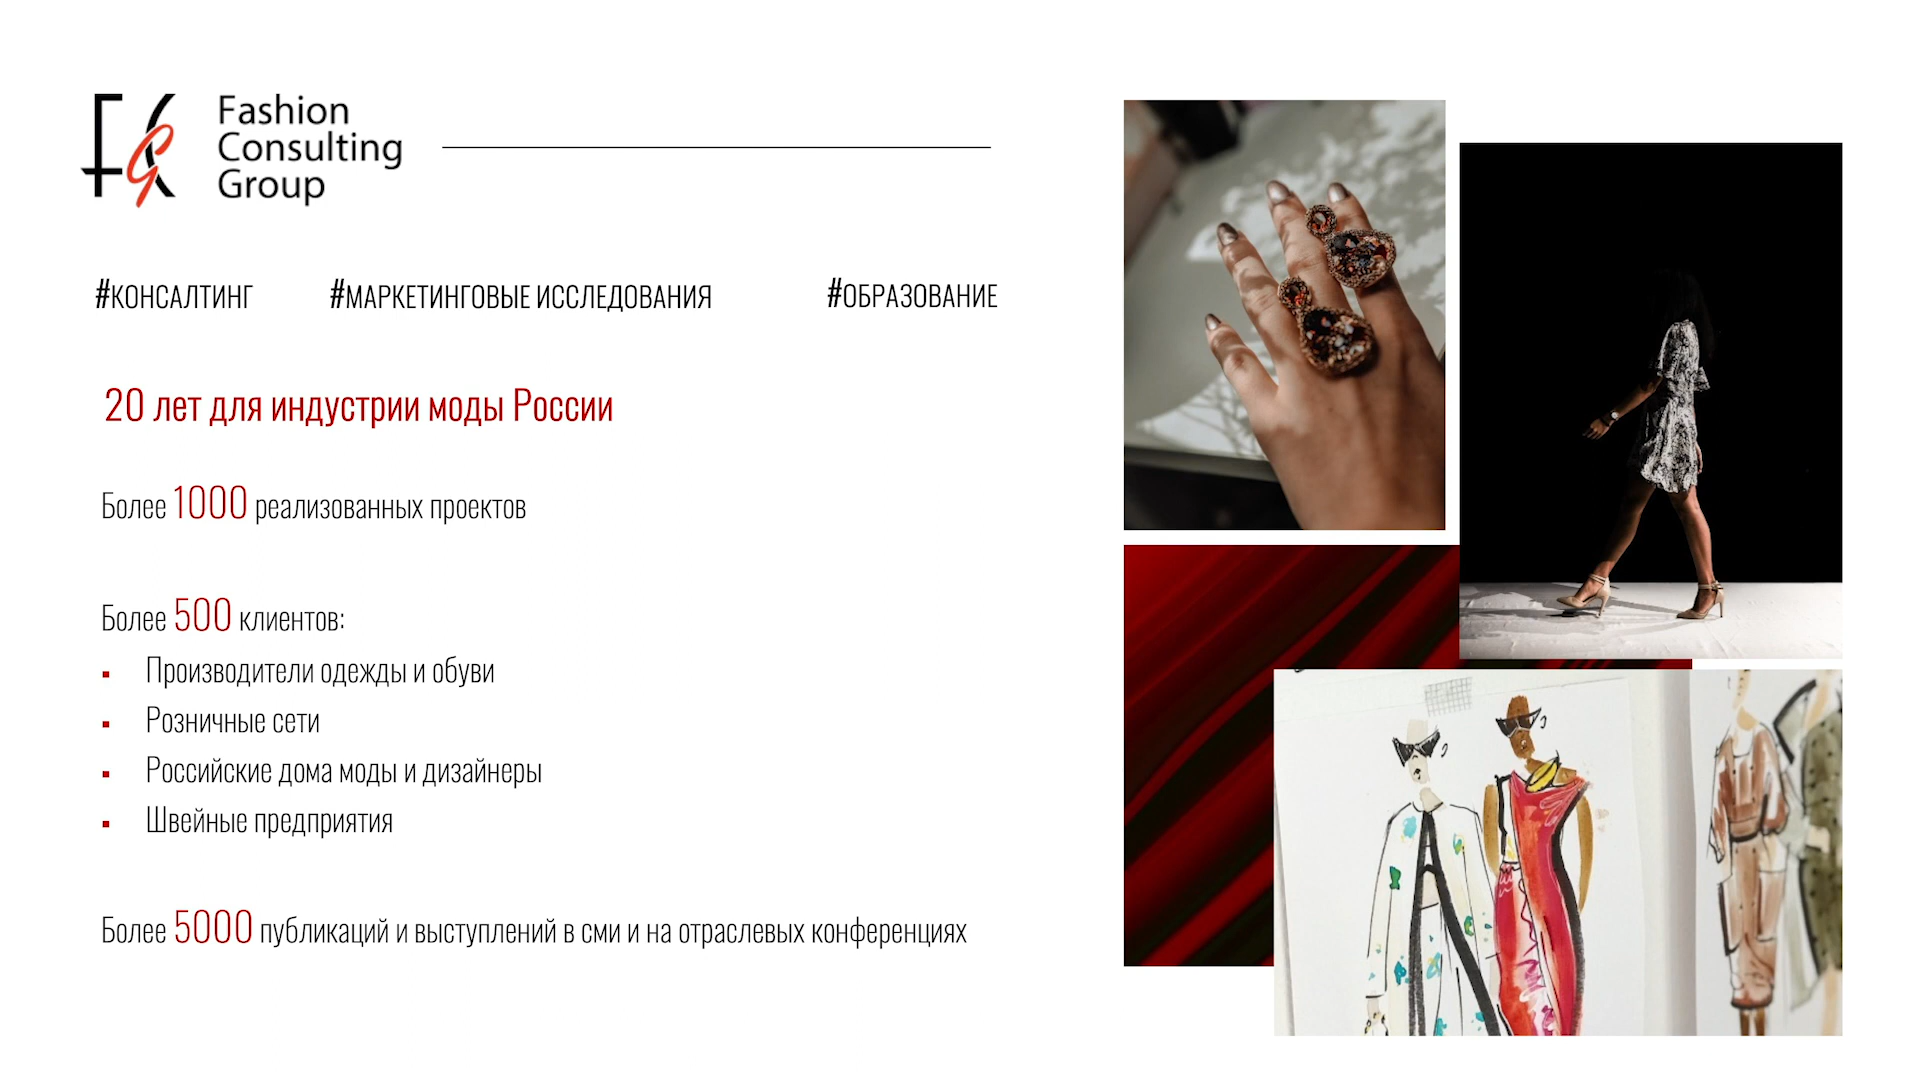 Fashion
Consulting
Group
#КОНСАЛТИНГ #МАРКЕТИНГОВЫЕ ИССЛЕДОВАНИЯ #ОБРАЗОВАНИЕ
20 лет для индустрии моды России
Более 1000 реализованных проектов
Более 500 клиентов:
▪ Производители одежды и обуви
▪ Розничные сети
▪ Российские дома моды и дизайнеры
▪ Швейные предприятия
Более 5000 публикаций и выступлений в сми и на отраслевых конференциях